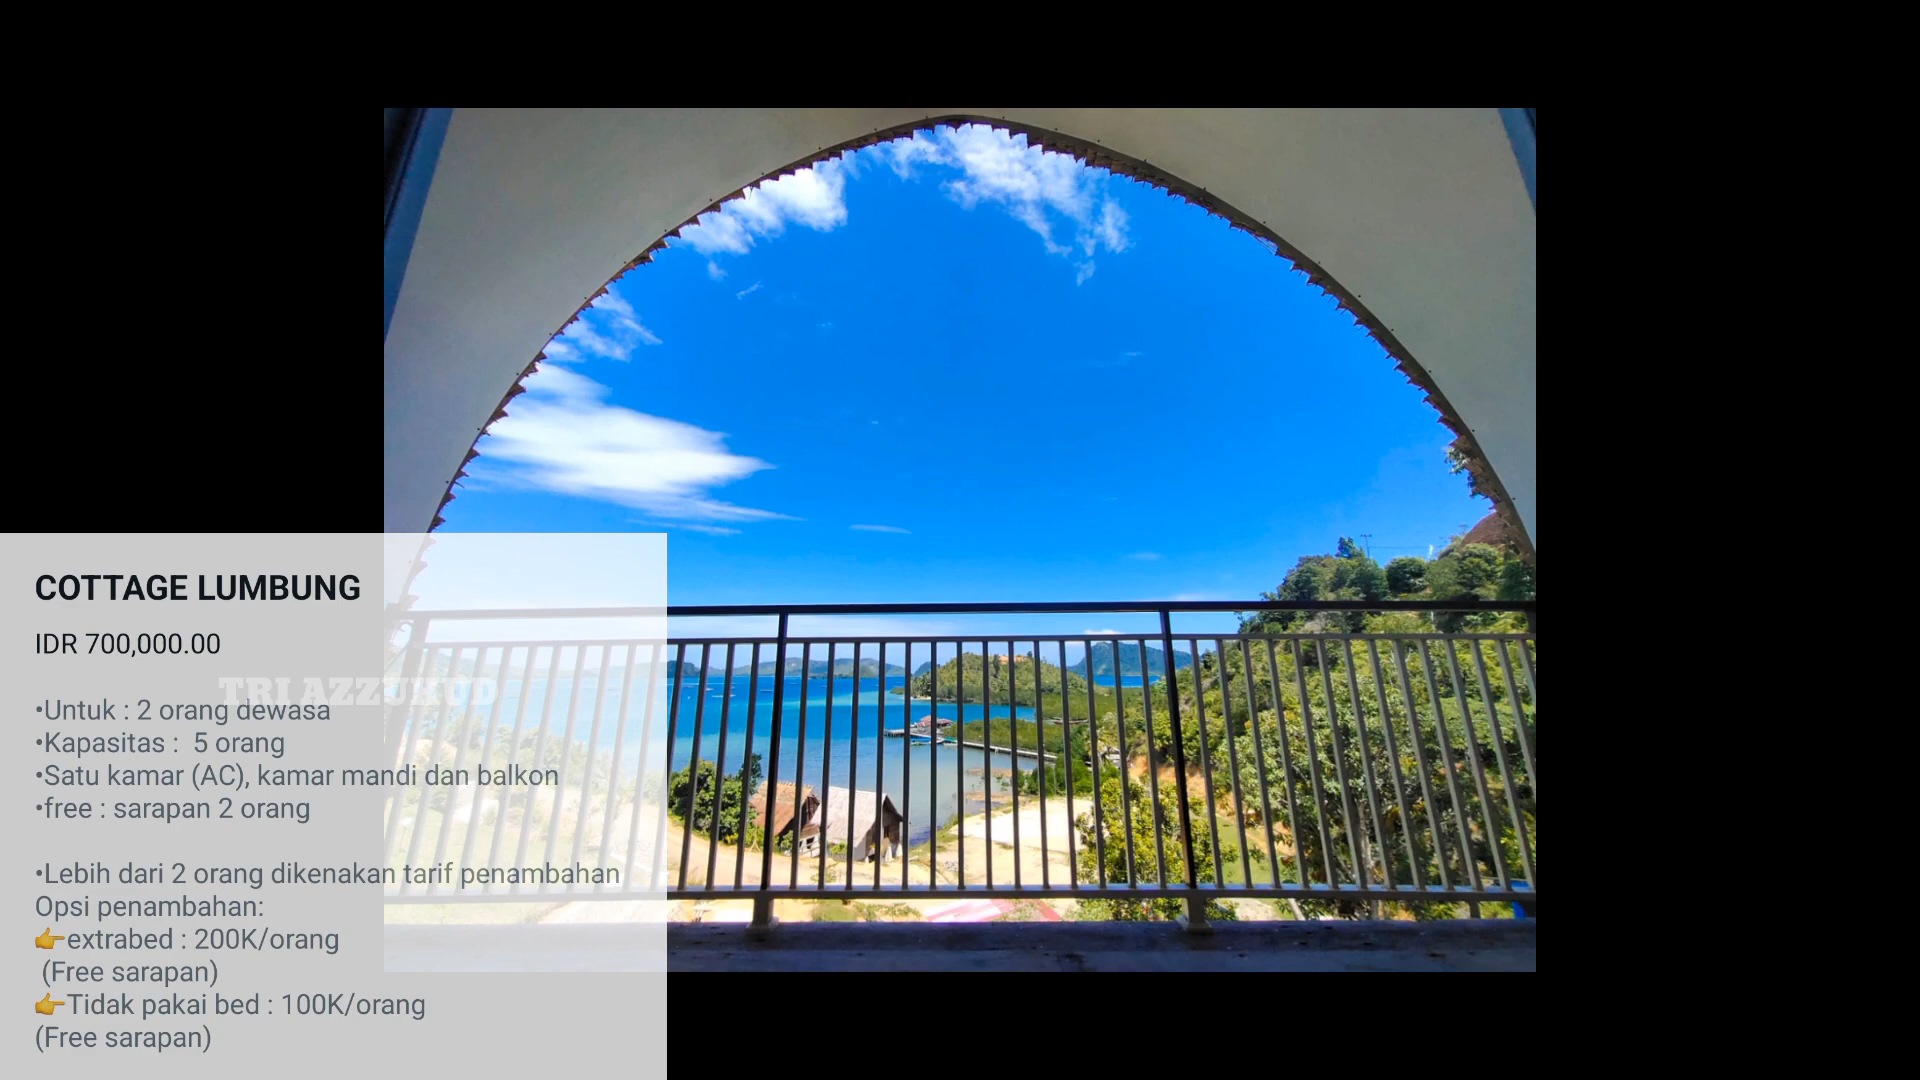 COTTAGE LUMBUNG
IDR 700,000.00
TRI AZZUHUD
•Untuk : 2 orang dewasa
•Kapasitas :  5 orang
•Satu kamar (AC), kamar mandi dan balkon
•free : sarapan 2 orang
•Lebih dari 2 orang dikenakan tarif penambahan
Opsi penambahan:
👉extrabed : 200K/orang
(Free sarapan)
👉Tidak pakai bed : 100K/orang
(Free sarapan)